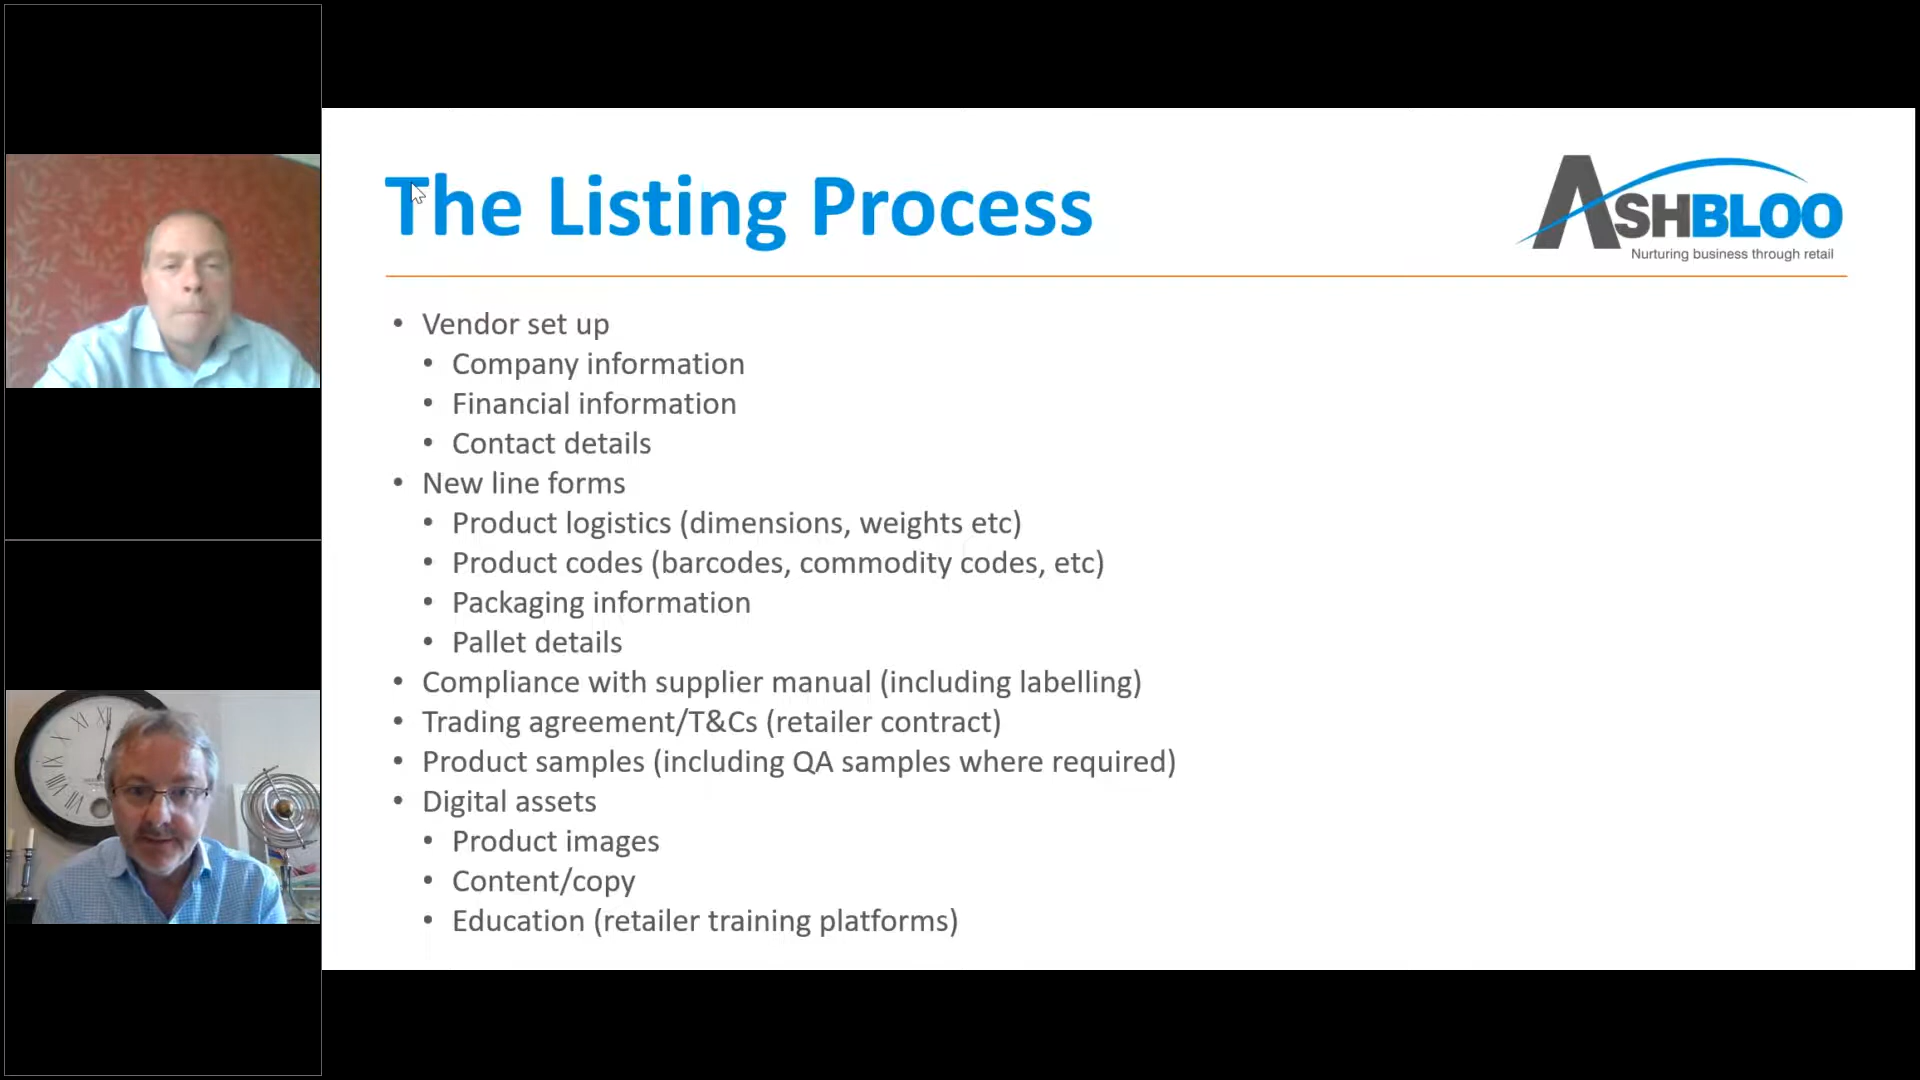 The Listing Process
ASHBLOO
Nurturing business through retail
• Vendor set up
• Company information
• Financial information
• Contact details
• New line forms
• Product logistics (dimensions, weights etc)
• Product codes (barcodes, commodity codes, etc)
• Packaging information
• Pallet details
• Compliance with supplier manual (including labelling)
• Trading agreement/T&Cs (retailer contract)
• Product samples (including QA samples where required)
• Digital assets
• Product images
• Content/copy
• Education (retailer training platforms)